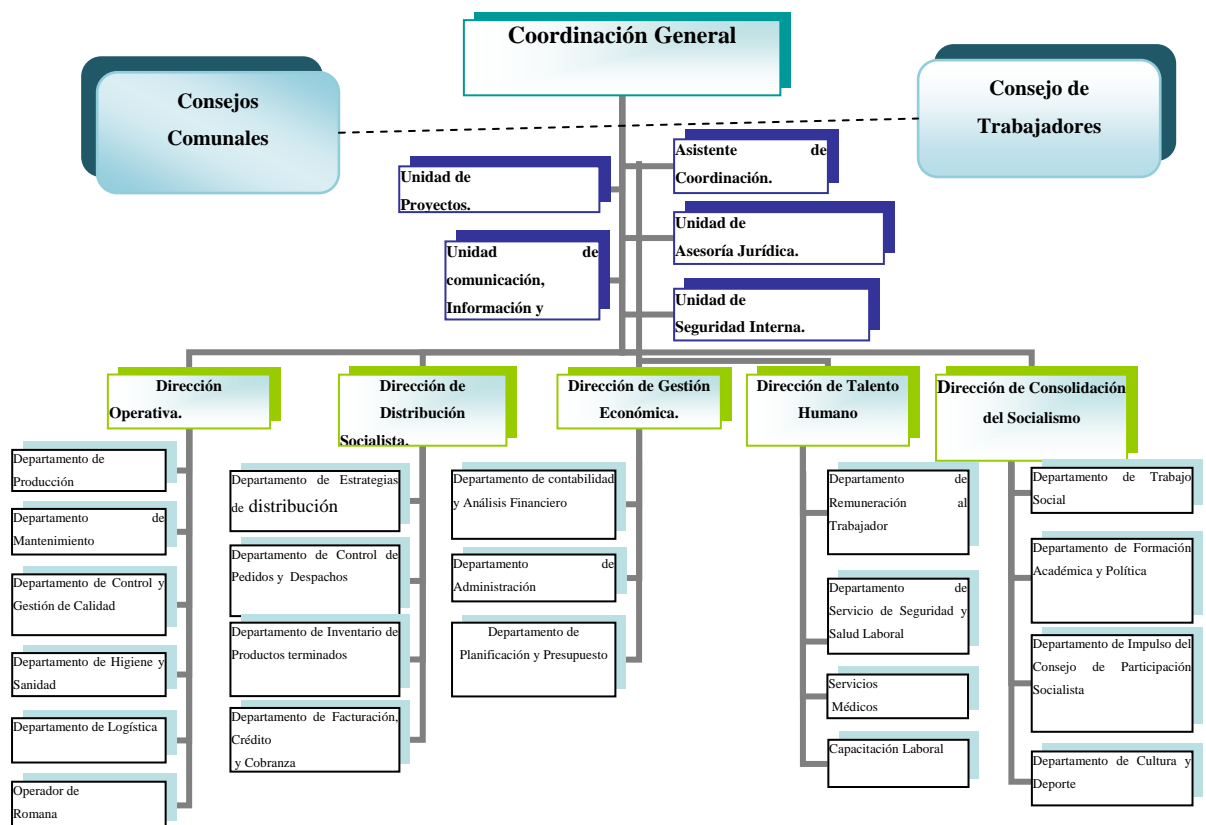 Coordinación General
Consejos
Comunales
Consejo de
Trabajadores
Asistente de
Coordinación.
Unidad de
Proyectos.
Unidad de
Asesoría Jurídica.
Unidad de
comunicación,
Información y
Unidad de
Seguridad Interna.
Dirección
Operativa.
Dirección de
Distribución
Socialista.
Dirección de Gestión
Económica.
Dirección de Talento
Humano
Dirección de Consolidación
del Socialismo
Departamento de
Producción
Departamento de
Mantenimiento
Departamento de Control y
Gestión de Calidad
Departamento de Higiene y
Sanidad
Departamento de Logística
Operador de
Romana
Departamento de Estrategias
de distribución
Departamento de Control de
Pedidos y Despachos
Departamento de Inventario de
Productos terminados
Departamento de Facturación,
Crédito
y Cobranza
Departamento de contabilidad
y Análisis Financiero
Departamento de
Administración
Departamento de
Planificación y Presupuesto
Departamento de
Remuneración al
Trabajador
Departamento de
Servicio de Seguridad y
Salud Laboral
Servicios
Médicos
Capacitación Laboral
Departamento de Trabajo
Social
Departamento de Formación
Académica y Política
Departamento de Impulso del
Consejo de Participación
Socialista
Departamento de Cultura y
Deporte